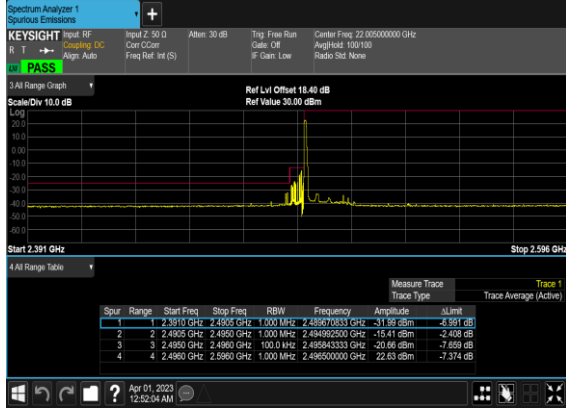 Spectrum Analyzer 1
Spurious Emissions
KEYSIGHT
R T
LXI
PASS
Input: RF
Coupling: DC
Align: Auto
Input Z: 50 Ω
Corr CCorr
Freq Ref: Int (S)
Atten: 30 dB
Trig: Free Run
Gate: Off
IF Gain: Low
Center Freq: 22.005000000 GHz
Avg|Hold: 100/100
Radio Std: None
3 All Range Graph
Scale/Div 10.0 dB
Ref Lvl Offset 18.40 dB
Ref Value 30.00 dBm
Log
20.0
10.0
0.00
-10.0
-20.0
-30.0
-40.0
-50.0
-60.0
Start 2.391 GHz
Stop 2.596 GHz
4 All Range Table
Measure Trace Trace 1
Trace Type Trace Average (Active)
Spur Range Start Freq Stop Freq RBW Frequency Amplitude ΔLimit
1 1 2.3910 GHz 2.4905 GHz 1.000 MHz 2.489670833 GHz -31.99 dBm -6.991 dB
2 2 2.4905 GHz 2.4950 GHz 1.000 MHz 2.494992500 GHz -15.41 dBm -2.408 dB
3 3 2.4950 GHz 2.4960 GHz 100.0 kHz 2.495843333 GHz -20.66 dBm -7.659 dB
4 4 2.4960 GHz 2.5960 GHz 1.000 MHz 2.496500000 GHz 22.63 dBm -7.374 dB
?
Apr 01, 2023
12:52:04 AM